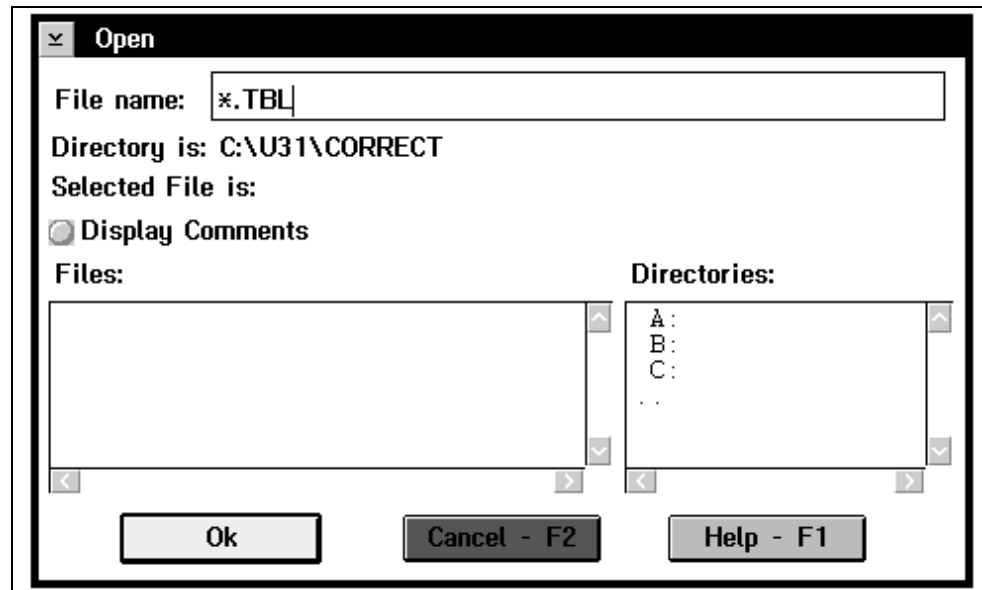 Open
File name: *.TBL
Directory is: C:\U31\CORRECT
Selected File is:
Display Comments
Files: Directories:
A:
B:
C:
..
Ok Cancel - F2 Help - F1